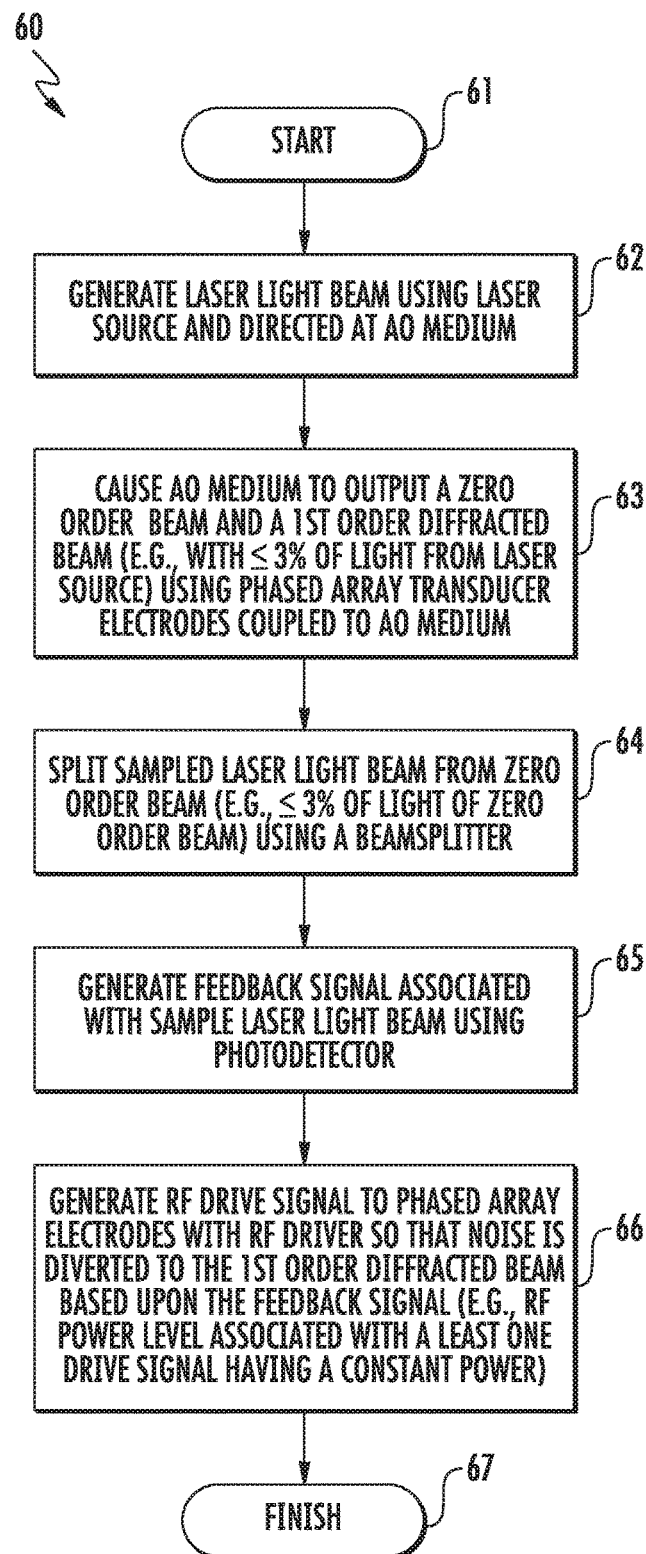 60
61
START
62
GENERATE LASER LIGHT BEAM USING LASER
SOURCE AND DIRECTED AT AO MEDIUM
63
CAUSE AO MEDIUM TO OUTPUT A ZERO
ORDER BEAM AND A 1ST ORDER DIFFRACTED
BEAM (E.G., WITH ≤ 3% OF LIGHT FROM LASER
SOURCE) USING PHASED ARRAY TRANSDUCER
ELECTRODES COUPLED TO AO MEDIUM
64
SPLIT SAMPLED LASER LIGHT BEAM FROM ZERO
ORDER BEAM (E.G., ≤ 3% OF LIGHT OF ZERO
ORDER BEAM) USING A BEAMSPLITTER
65
GENERATE FEEDBACK SIGNAL ASSOCIATED
WITH SAMPLE LASER LIGHT BEAM USING
PHOTODETECTOR
66
GENERATE RF DRIVE SIGNAL TO PHASED ARRAY
ELECTRODES WITH RF DRIVER SO THAT NOISE IS
DIVERTED TO THE 1ST ORDER DIFFRACTED BEAM
BASED UPON THE FEEDBACK SIGNAL (E.G., RF
POWER LEVEL ASSOCIATED WITH A LEAST ONE
DRIVE SIGNAL HAVING A CONSTANT POWER)
67
FINISH